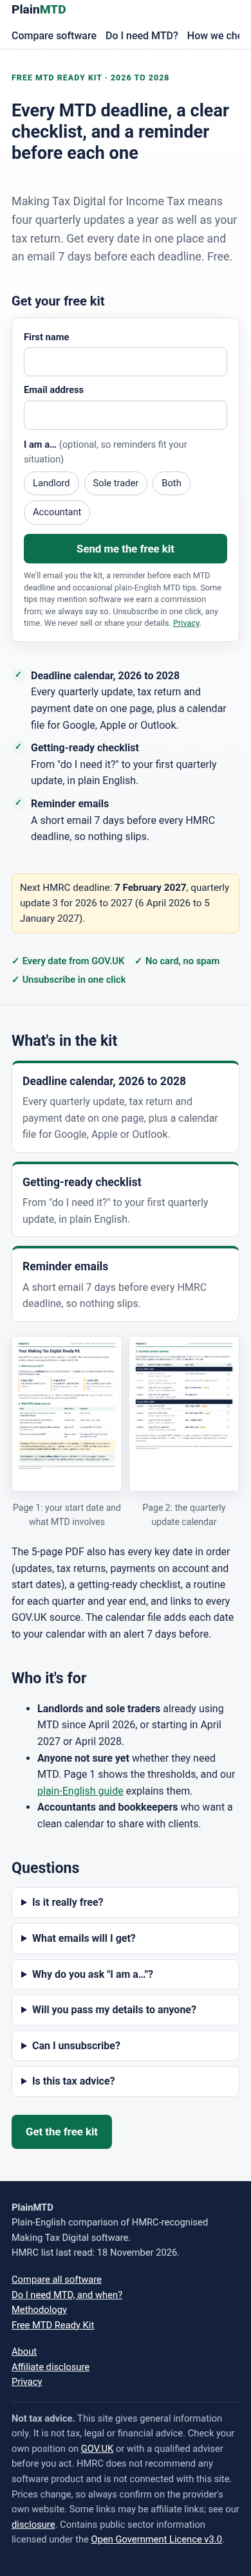 PlainMTD
Compare software Do I need MTD? How we che
FREE MTD READY KIT · 2026 TO 2028
Every MTD deadline, a clear
checklist, and a reminder
before each one
Making Tax Digital for Income Tax means
four quarterly updates a year as well as your
tax return. Get every date in one place and
an email 7 days before each deadline. Free.
Get your free kit
First name
Email address
I am a… (optional, so reminders fit your
situation)
Landlord Sole trader Both
Accountant
Send me the free kit
We'll email you the kit, a reminder before each MTD
deadline and occasional plain-English MTD tips. Some
tips may mention software we earn a commission
from; we always say so. Unsubscribe in one click, any
time. We never sell or share your details. Privacy.
✓ Deadline calendar, 2026 to 2028
Every quarterly update, tax return and
payment date on one page, plus a calendar
file for Google, Apple or Outlook.
✓ Getting-ready checklist
From "do I need it?" to your first quarterly
update, in plain English.
✓ Reminder emails
A short email 7 days before every HMRC
deadline, so nothing slips.
Next HMRC deadline: 7 February 2027, quarterly
update 3 for 2026 to 2027 (6 April 2026 to 5
January 2027).
✓ Every date from GOV.UK ✓ No card, no spam
✓ Unsubscribe in one click
What's in the kit
Deadline calendar, 2026 to 2028
Every quarterly update, tax return and
payment date on one page, plus a calendar
file for Google, Apple or Outlook.
Getting-ready checklist
From "do I need it?" to your first quarterly
update, in plain English.
Reminder emails
A short email 7 days before every HMRC
deadline, so nothing slips.
Your Making Tax Digital Ready Kit
Page 1: your start date and
what MTD involves
Page 2: the quarterly
update calendar
The 5-page PDF also has every key date in order
(updates, tax returns, payments on account and
start dates), a getting-ready checklist, a routine
for each quarter and year end, and links to every
GOV.UK source. The calendar file adds each date
to your calendar with an alert 7 days before.
Who it's for
• Landlords and sole traders already using
MTD since April 2026, or starting in April
2027 or April 2028.
• Anyone not sure yet whether they need
MTD. Page 1 shows the thresholds, and our
plain-English guide explains them.
• Accountants and bookkeepers who want a
clean calendar to share with clients.
Questions
▶ Is it really free?
▶ What emails will I get?
▶ Why do you ask "I am a…"?
▶ Will you pass my details to anyone?
▶ Can I unsubscribe?
▶ Is this tax advice?
Get the free kit
PlainMTD
Plain-English comparison of HMRC-recognised
Making Tax Digital software.
HMRC list last read: 18 November 2026.
Compare all software
Do I need MTD, and when?
Methodology
Free MTD Ready Kit
About
Affiliate disclosure
Privacy
Not tax advice. This site gives general information
only. It is not tax, legal or financial advice. Check your
own position on GOV.UK or with a qualified adviser
before you act. HMRC does not recommend any
software product and is not connected with this site.
Prices change, so always confirm on the provider's
own website. Some links may be affiliate links; see our
disclosure. Contains public sector information
licensed under the Open Government Licence v3.0.